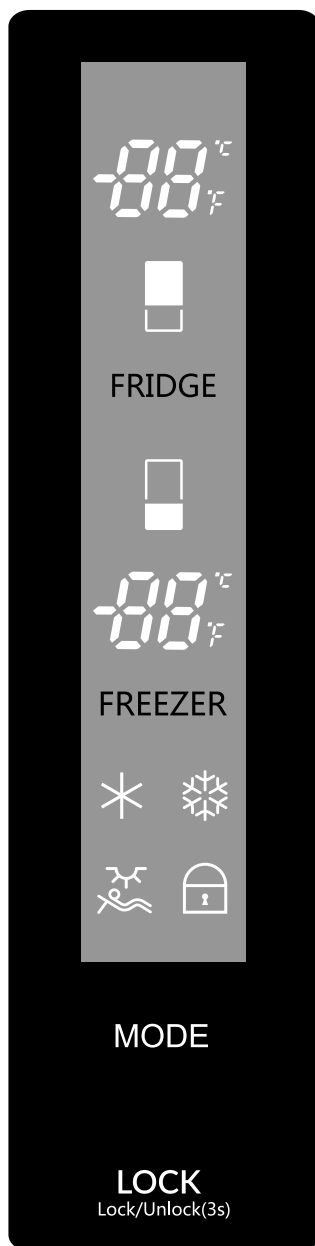 -88°C
°F
FRIDGE
-88°C
°F
FREEZER
MODE
LOCK
Lock/Unlock(3s)